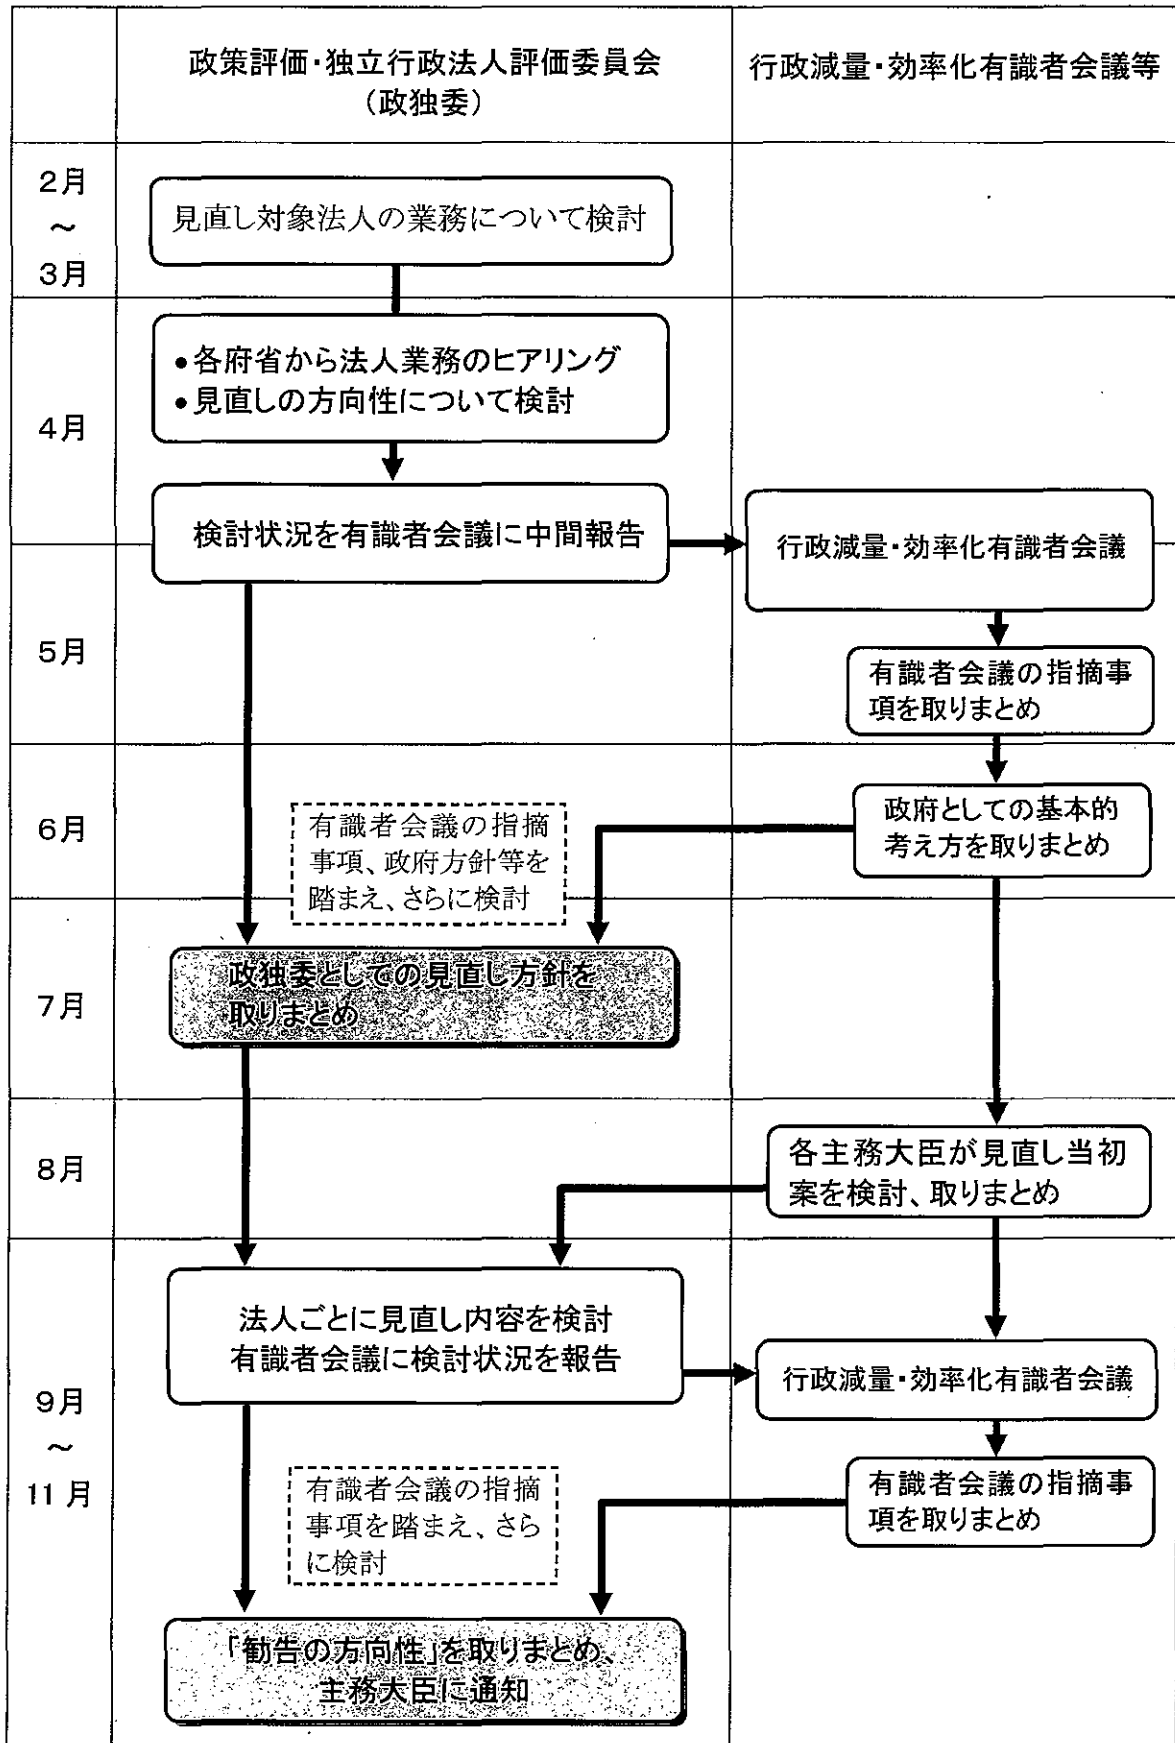 政策評価・独立行政法人評価委員会
（政独委）
行政減量・効率化有識者会議等
2月
～
3月
見直し対象法人の業務について検討
4月
●各府省から法人業務のヒアリング
●見直しの方向性について検討
検討状況を有識者会議に中間報告
行政減量・効率化有識者会議
5月
有識者会議の指摘事
項を取りまとめ
6月
有識者会議の指摘
事項、政府方針等を
踏まえ、さらに検討
政府としての基本的
考え方を取りまとめ
7月
政独委としての見直し方針を
取りまとめ
8月
各主務大臣が見直し当初
案を検討、取りまとめ
9月
～
11月
法人ごとに見直し内容を検討
有識者会議に検討状況を報告
行政減量・効率化有識者会議
有識者会議の指摘
事項を踏まえ、さら
に検討
有識者会議の指摘事
項を取りまとめ
「勧告の方向性」を取りまとめ、
主務大臣に通知